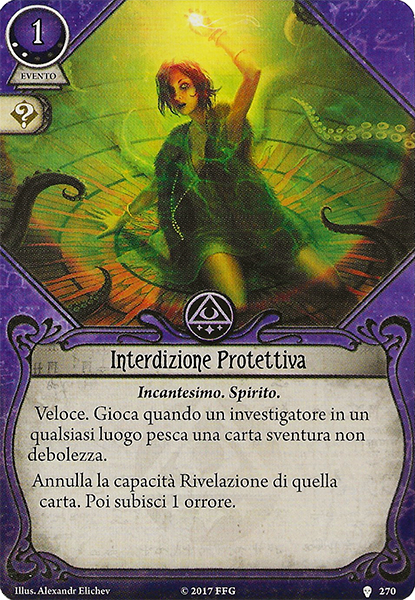 1
EVENTO
?
Interdizione Protettiva
Incantesimo. Spirito.
Veloce. Gioca quando un investigatore in un
qualsiasi luogo pesca una carta sventura non
debolezza.
Annulla la capacità Rivelazione di quella
carta. Poi subisci 1 orrore.
Illus. Alexandr Elichev
© 2017 FFG
270